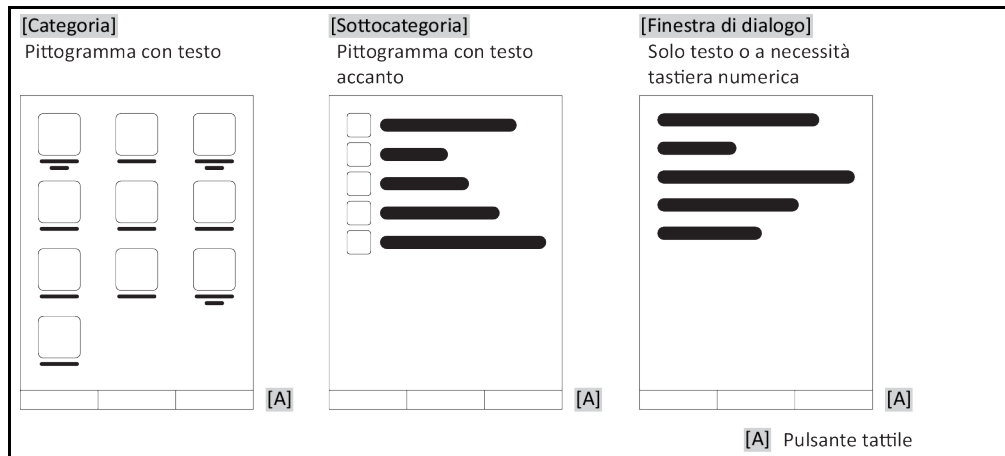 [Categoria]
Pittogramma con testo
[Sottocategoria]
Pittogramma con testo
accanto
[Finestra di dialogo]
Solo testo o a necessità
tastiera numerica
[A]
[A]
[A]
[A] Pulsante tattile